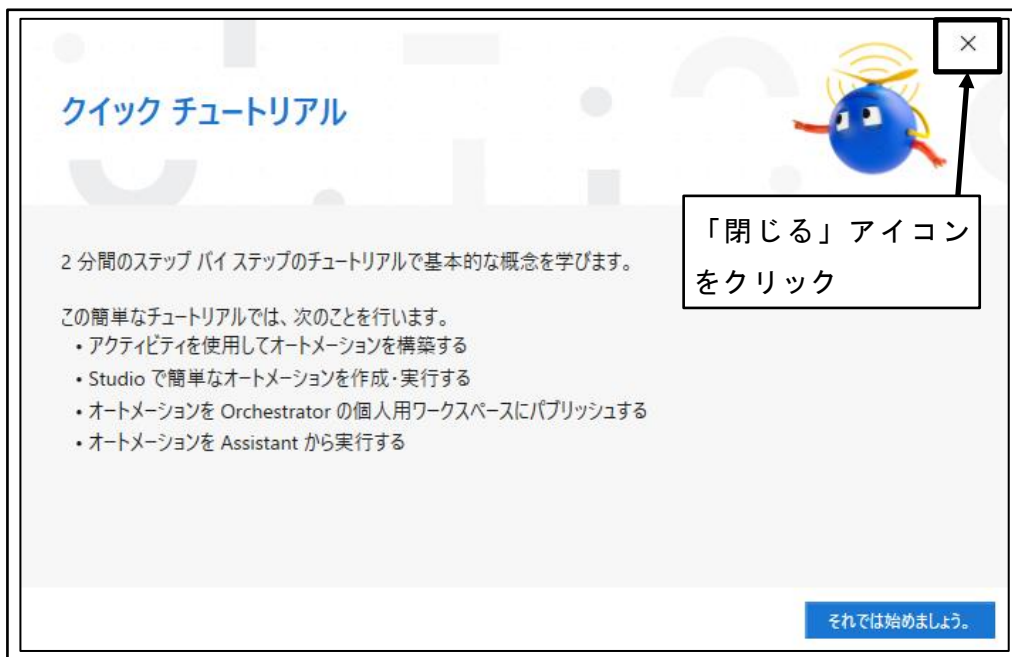 クイック チュートリアル
「閉じる」アイコン
をクリック
2 分間のステップ バイ ステップのチュートリアルで基本的な概念を学びます。
この簡単なチュートリアルでは、次のことを行います。
・アクティビティを使用してオートメーションを構築する
・Studio で簡単なオートメーションを作成・実行する
・オートメーションを Orchestrator の個人用ワークスペースにパブリッシュする
・オートメーションを Assistant から実行する
それでは始めましょう。